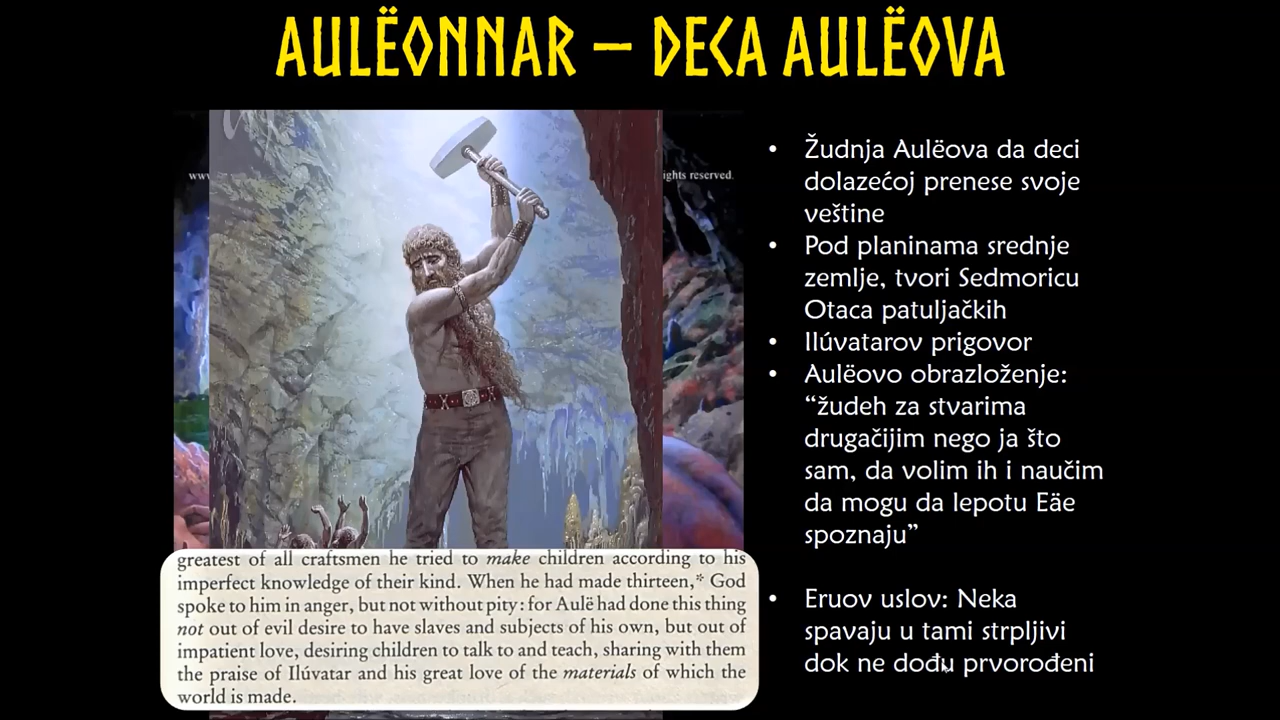 AULËONNAR – DECA AULËOVA
www
ights reserved.
• Žudnja Aulëova da deci
dolazećoj prenese svoje
veštine
• Pod planinama srednje
zemlje, tvori Sedmoricu
Otaca patuljačkih
• Ilúvatarov prigovor
• Aulëovo obrazloženje:
“žudeh za stvarima
drugačijim nego ja što
sam, da volim ih i naučim
da mogu da lepotu Eäe
spoznaju”
• Eruov uslov: Neka
spavaju u tami strpljivi
dok ne dođu prvorođeni
greatest of all craftsmen he tried to make children according to his
imperfect knowledge of their kind. When he had made thirteen,* God
spoke to him in anger, but not without pity: for Aulë had done this thing
not out of evil desire to have slaves and subjects of his own, but out of
impatient love, desiring children to talk to and teach, sharing with them
the praise of Ilúvatar and his great love of the materials of which the
world is made.